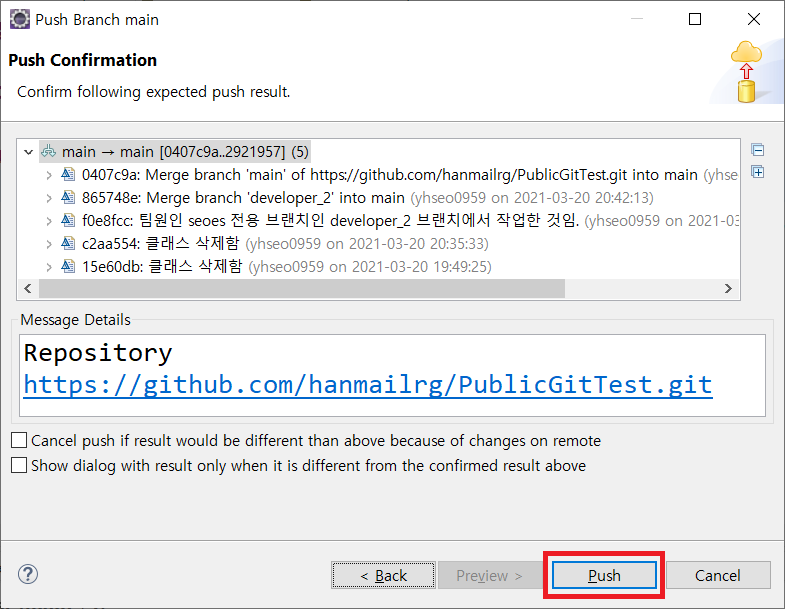 Push Branch main
Push Confirmation
Confirm following expected push result.
main → main [0407c9a..2921957] (5)
0407c9a: Merge branch 'main' of https://github.com/hanmailrg/PublicGitTest.git into main (yhse
865748e: Merge branch 'developer_2' into main (yhseo0959 on 2021-03-20 20:42:13)
f0e8fcc: 팀원인 seoes 전용 브랜치인 developer_2 브랜치에서 작업한 것임. (yhseo0959 on 2021-03
c2aa554: 클래스 삭제함 (yhseo0959 on 2021-03-20 20:35:33)
15e60db: 클래스 삭제함 (yhseo0959 on 2021-03-20 19:49:25)
Message Details
Repository
https://github.com/hanmailrg/PublicGitTest.git
Cancel push if result would be different than above because of changes on remote
Show dialog with result only when it is different from the confirmed result above
< Back Preview > Push Cancel